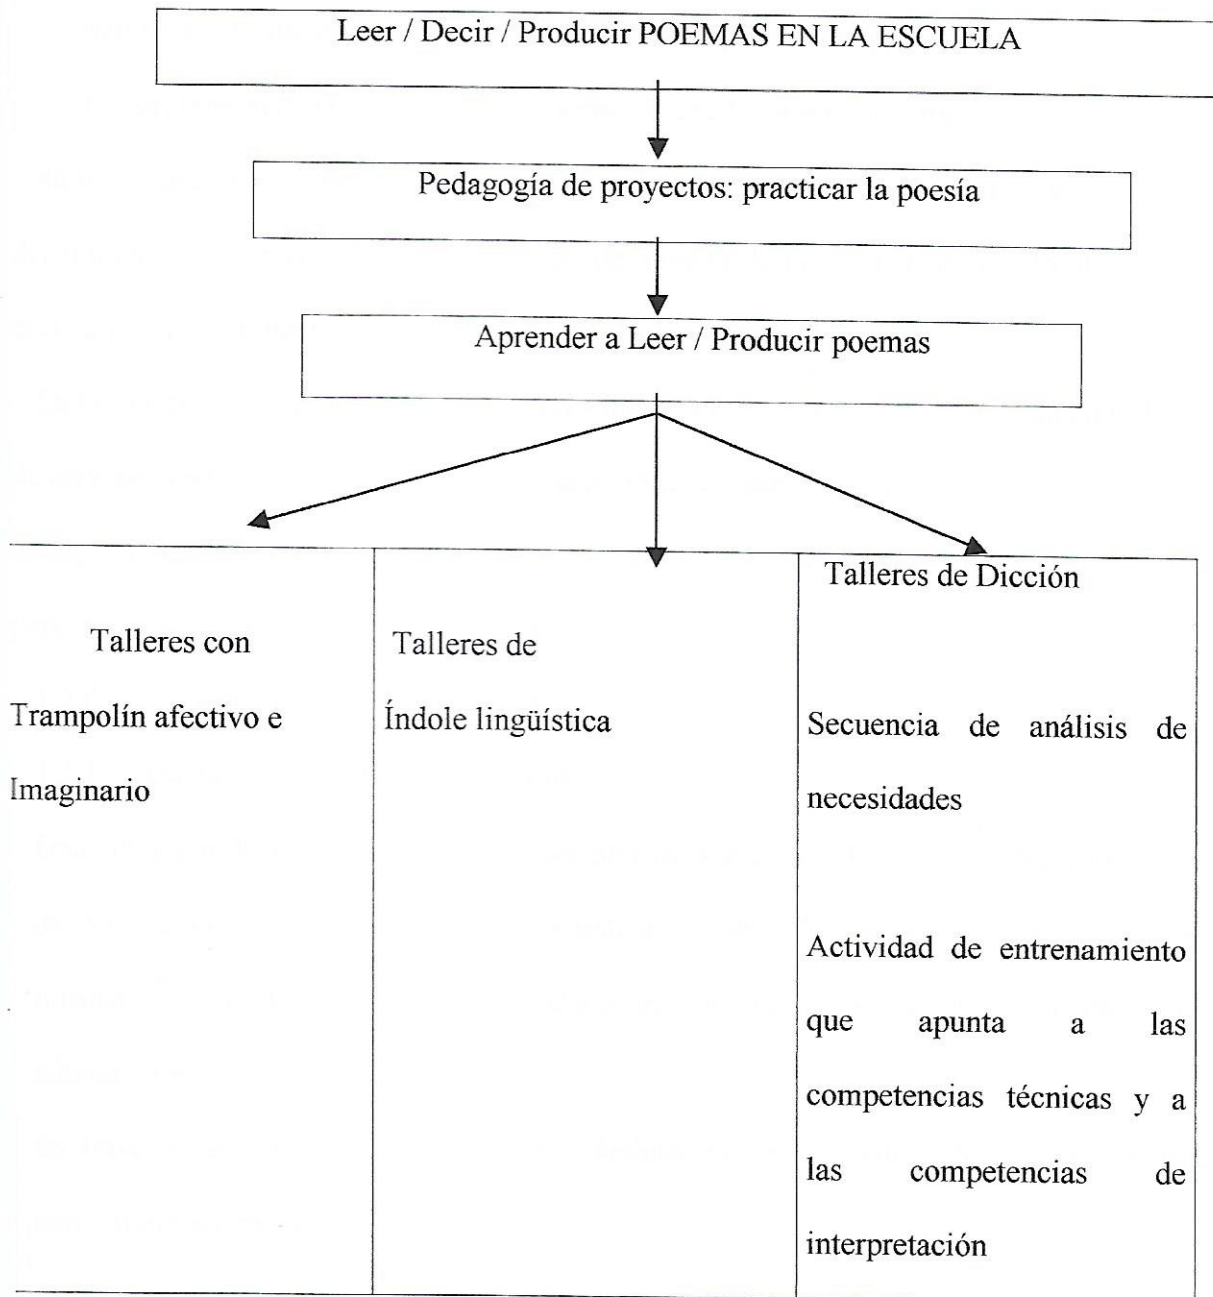 Leer / Decir / Producir POEMAS EN LA ESCUELA
Pedagogía de proyectos: practicar la poesía
Aprender a Leer / Producir poemas
Talleres con
Trampolín afectivo e
Imaginario
Talleres de
Índole lingüística
Talleres de Dicción
Secuencia de análisis de
necesidades
Actividad de entrenamiento
que apunta a las
competencias técnicas y a
las competencias de
interpretación